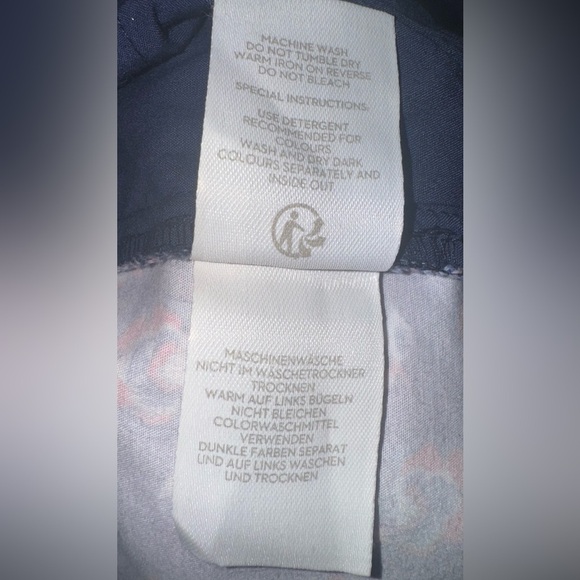 MACHINE WASH
DO NOT TUMBLE DRY
WARM IRON ON REVERSE
DO NOT BLEACH
SPECIAL INSTRUCTIONS:
USE DETERGENT
RECOMMENDED FOR
COLOURS
WASH AND DRY DARK
COLOURS SEPARATELY AND
INSIDE OUT
MASCHINENWÄSCHE
NICHT IM WÄSCHETROCKNER
TROCKNEN
WARM AUF LINKS BÜGELN
NICHT BLEICHEN
COLORWASCHMITTEL
VERWENDEN
DUNKLE FARBEN SEPARAT
UND AUF LINKS WASCHEN
UND TROCKNEN